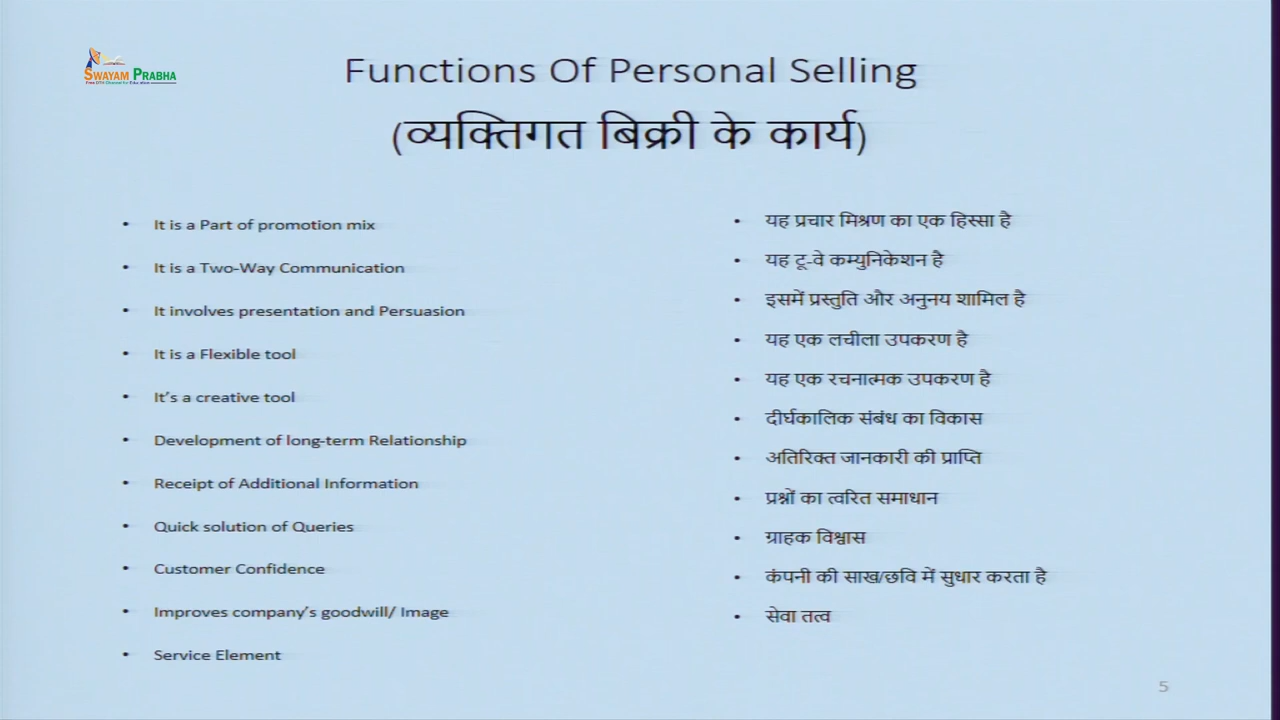 SWAYAM PRABHA
Functions Of Personal Selling
(व्यक्तिगत बिक्री के कार्य)
• It is a Part of promotion mix
• It is a Two-Way Communication
• It involves presentation and Persuasion
• It is a Flexible tool
• It's a creative tool
• Development of long-term Relationship
• Receipt of Additional Information
• Quick solution of Queries
• Customer Confidence
• Improves company's goodwill/ Image
• Service Element
• यह प्रचार मिश्रण का एक हिस्सा है
• यह टू-वे कम्युनिकेशन है
• इसमें प्रस्तुति और अनुनय शामिल है
• यह एक लचीला उपकरण है
• यह एक रचनात्मक उपकरण है
• दीर्घकालिक संबंध का विकास
• अतिरिक्त जानकारी की प्राप्ति
• प्रश्नों का त्वरित समाधान
• ग्राहक विश्वास
• कंपनी की साख/छवि में सुधार करता है
• सेवा तत्व
5